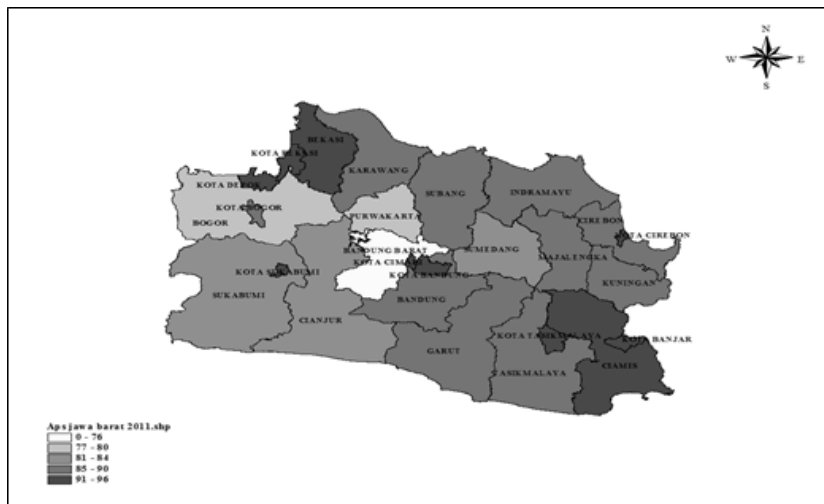 N
W E
S
BEKASI
KOTA BEKASI
KARAWANG
KOTA DEPOK
SUBANG
INDRAMAYU
KOTA BOGOR
BOGOR
PURWAKARTA
CIREBON
KOTA CIREBON
BANDUNG BARAT
SUMEDANG
KOTA CIMAHI
MAJALENGKA
KOTA SUKABUMI
KOTA BANDUNG
KUNINGAN
SUKABUMI
BANDUNG
CIANJUR
KOTA TASIKMALAYA
KOTA BANJAR
GARUT
CIAMIS
TASIKMALAYA
Aps jawa barat 2011.shp
0 - 76
77 - 80
81 - 84
85 - 90
91 - 96